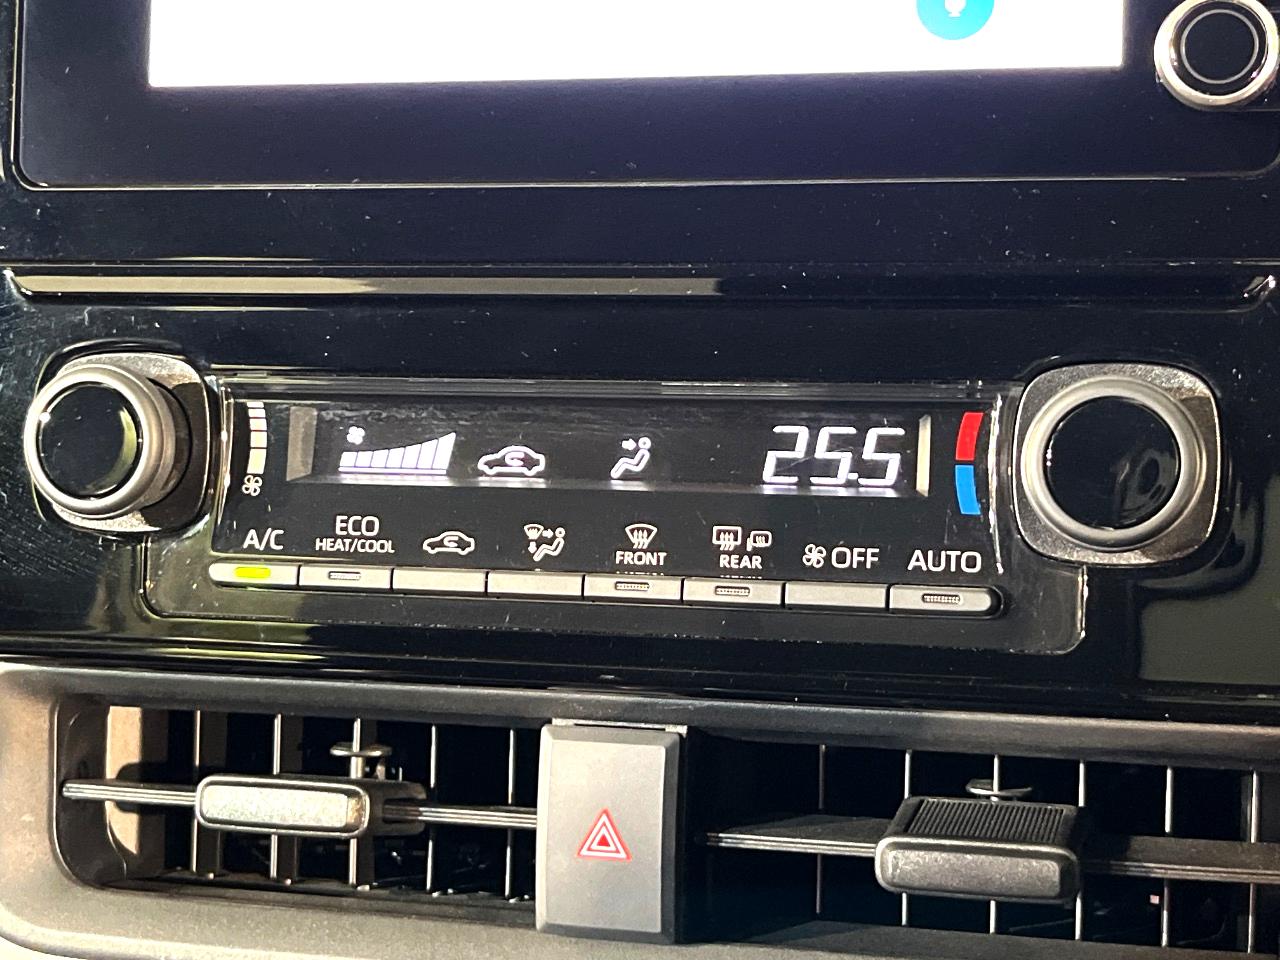 25.5
A/C
ECO
HEAT/COOL
FRONT
REAR
OFF
AUTO